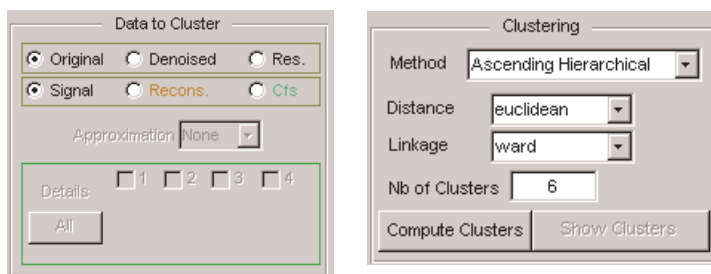 Data to Cluster
Original Denoised Res.
Signal Recons. Cfs
Approximation None
Details 1 2 3 4
All
Clustering
Method Ascending Hierarchical
Distance euclidean
Linkage ward
Nb of Clusters 6
Compute Clusters Show Clusters